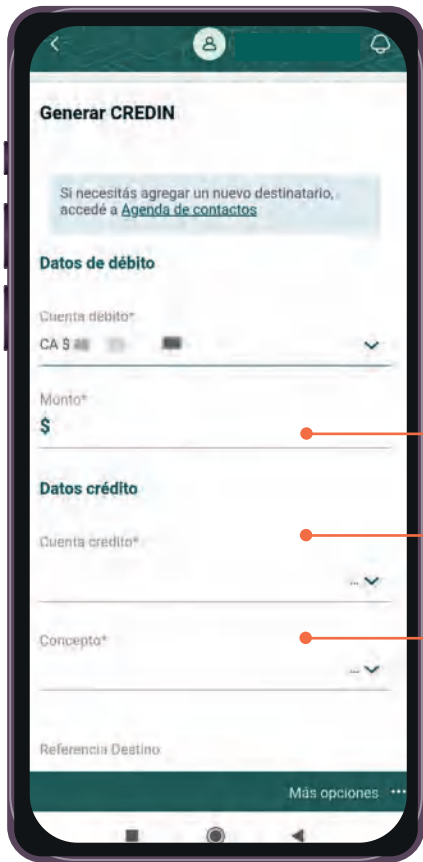 Generar CREDIN
Si necesitás agregar un nuevo destinatario,
accedé a Agenda de contactos
Datos de débito
Cuenta débito*
CA $
Monto*
$
Datos crédito
Cuenta credito*
...
Concepto*
...
Referencia Destino
Más opciones ...